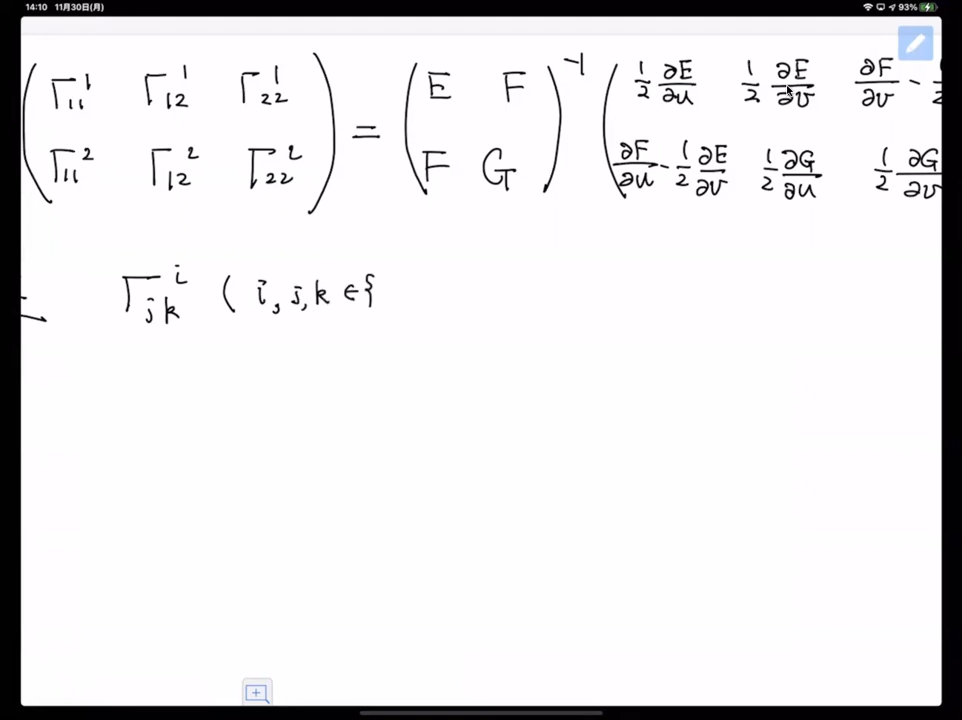 14:10 11月30日(月) 93%
( Γ₁₁¹ Γ₁₂¹ Γ₂₂¹ ) = ( E F )⁻¹ ( 1/2 ∂E/∂u 1/2 ∂E/∂v ∂F/∂v -
( Γ₁₁² Γ₁₂² Γ₂₂² ) ( F G ) ( ∂F/∂u - 1/2 ∂E/∂v 1/2 ∂G/∂u 1/2 ∂G/∂v
Γⱼₖⁱ ( i, j, k ∈ {